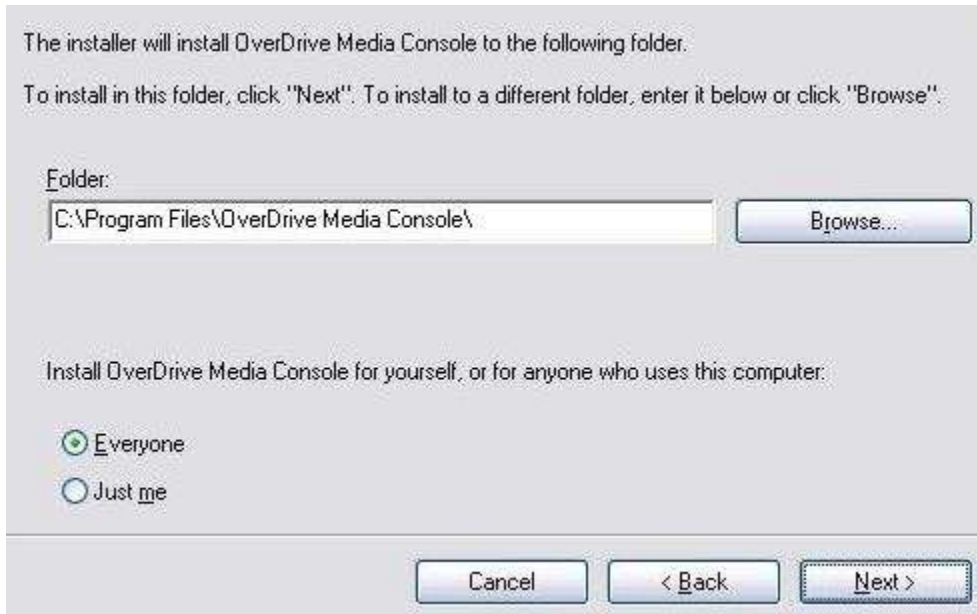 The installer will install OverDrive Media Console to the following folder.
To install in this folder, click "Next". To install to a different folder, enter it below or click "Browse".
Folder:
C:\Program Files\OverDrive Media Console\
Browse...
Install OverDrive Media Console for yourself, or for anyone who uses this computer:
Everyone
Just me
Cancel
< Back
Next >